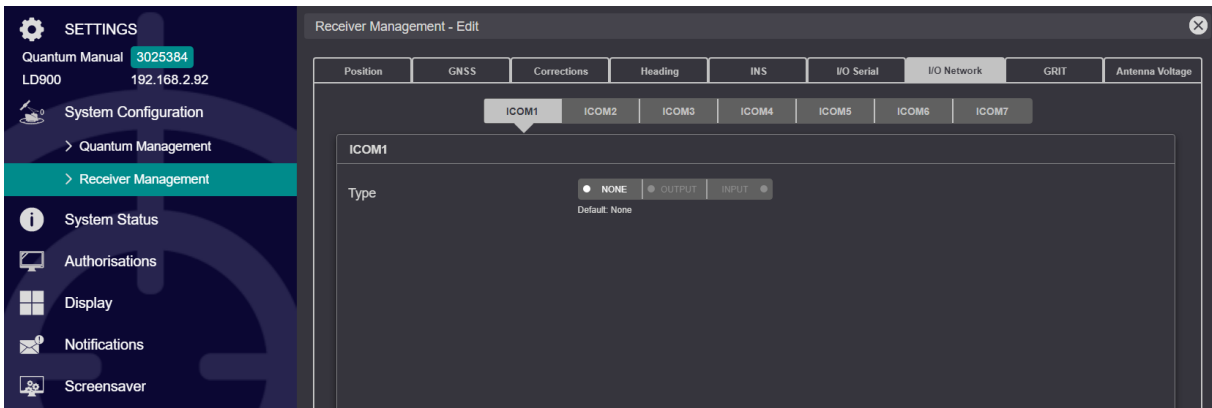 SETTINGS
Quantum Manual 3025384
LD900 192.168.2.92
System Configuration
> Quantum Management
> Receiver Management
System Status
Authorisations
Display
Notifications
Screensaver
Receiver Management - Edit
Position GNSS Corrections Heading INS I/O Serial I/O Network GRIT Antenna Voltage
ICOM1 ICOM2 ICOM3 ICOM4 ICOM5 ICOM6 ICOM7
ICOM1
Type NONE OUTPUT INPUT
Default: None